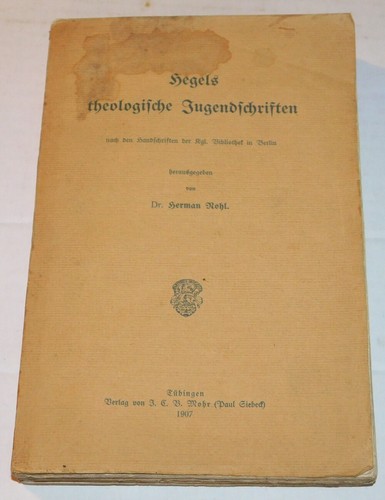 Hegels
theologische Jugendschriften
nach den Handschriften der Kgl. Bibliothek in Berlin
herausgegeben
von
Dr. Herman Nohl.
Tübingen
Verlag von J. C. B. Mohr (Paul Siebeck)
1907